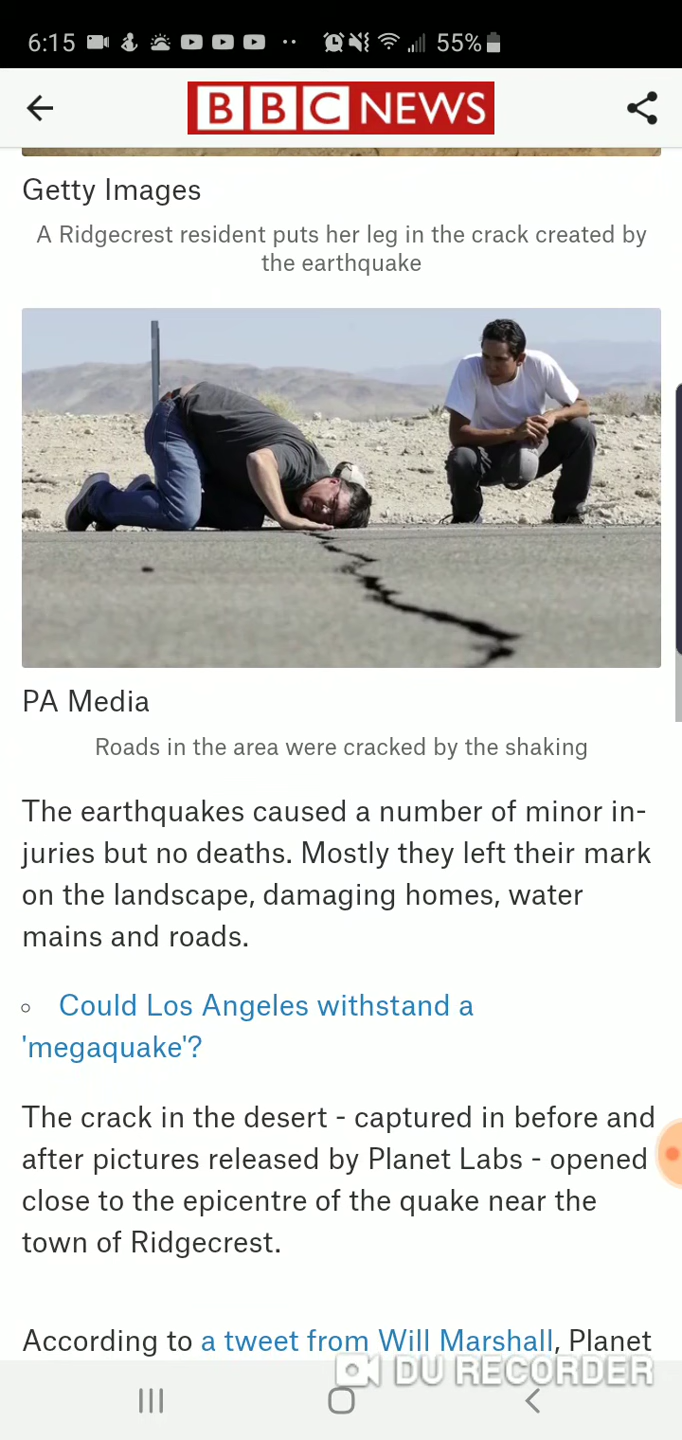 6:15
55%
BBC NEWS
Getty Images
A Ridgecrest resident puts her leg in the crack created by
the earthquake
PA Media
Roads in the area were cracked by the shaking
The earthquakes caused a number of minor in-
juries but no deaths. Mostly they left their mark
on the landscape, damaging homes, water
mains and roads.
Could Los Angeles withstand a
'megaquake'?
The crack in the desert - captured in before and
after pictures released by Planet Labs - opened
close to the epicentre of the quake near the
town of Ridgecrest.
According to a tweet from Will Marshall, Planet
DU RECORDER